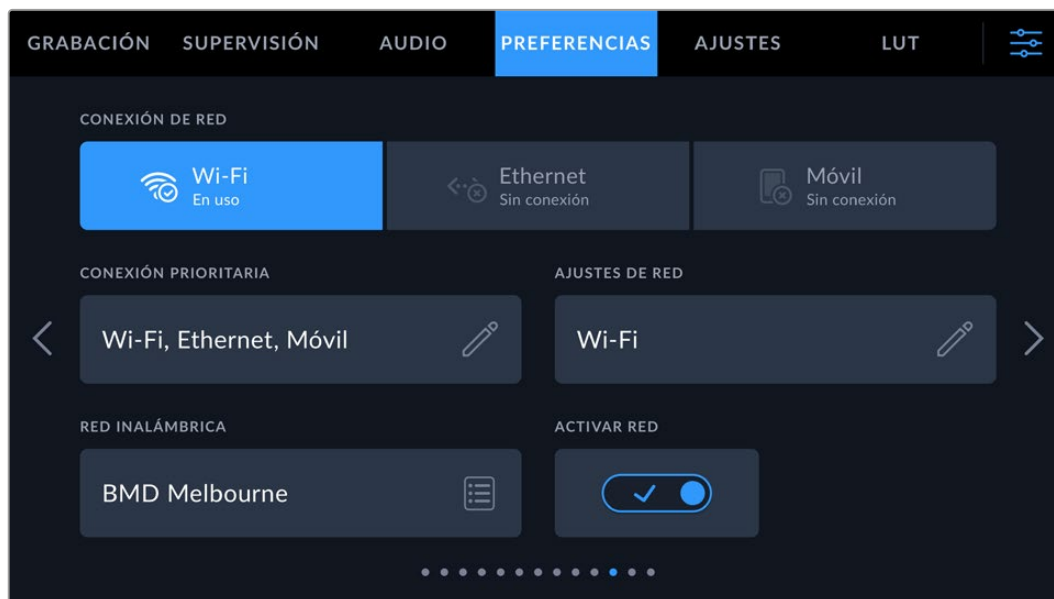 GRABACIÓN SUPERVISIÓN AUDIO PREFERENCIAS AJUSTES LUT
CONEXIÓN DE RED
Wi-Fi
En uso
Ethernet
Sin conexión
Móvil
Sin conexión
CONEXIÓN PRIORITARIA
Wi-Fi, Ethernet, Móvil
AJUSTES DE RED
Wi-Fi
RED INALÁMBRICA
BMD Melbourne
ACTIVAR RED